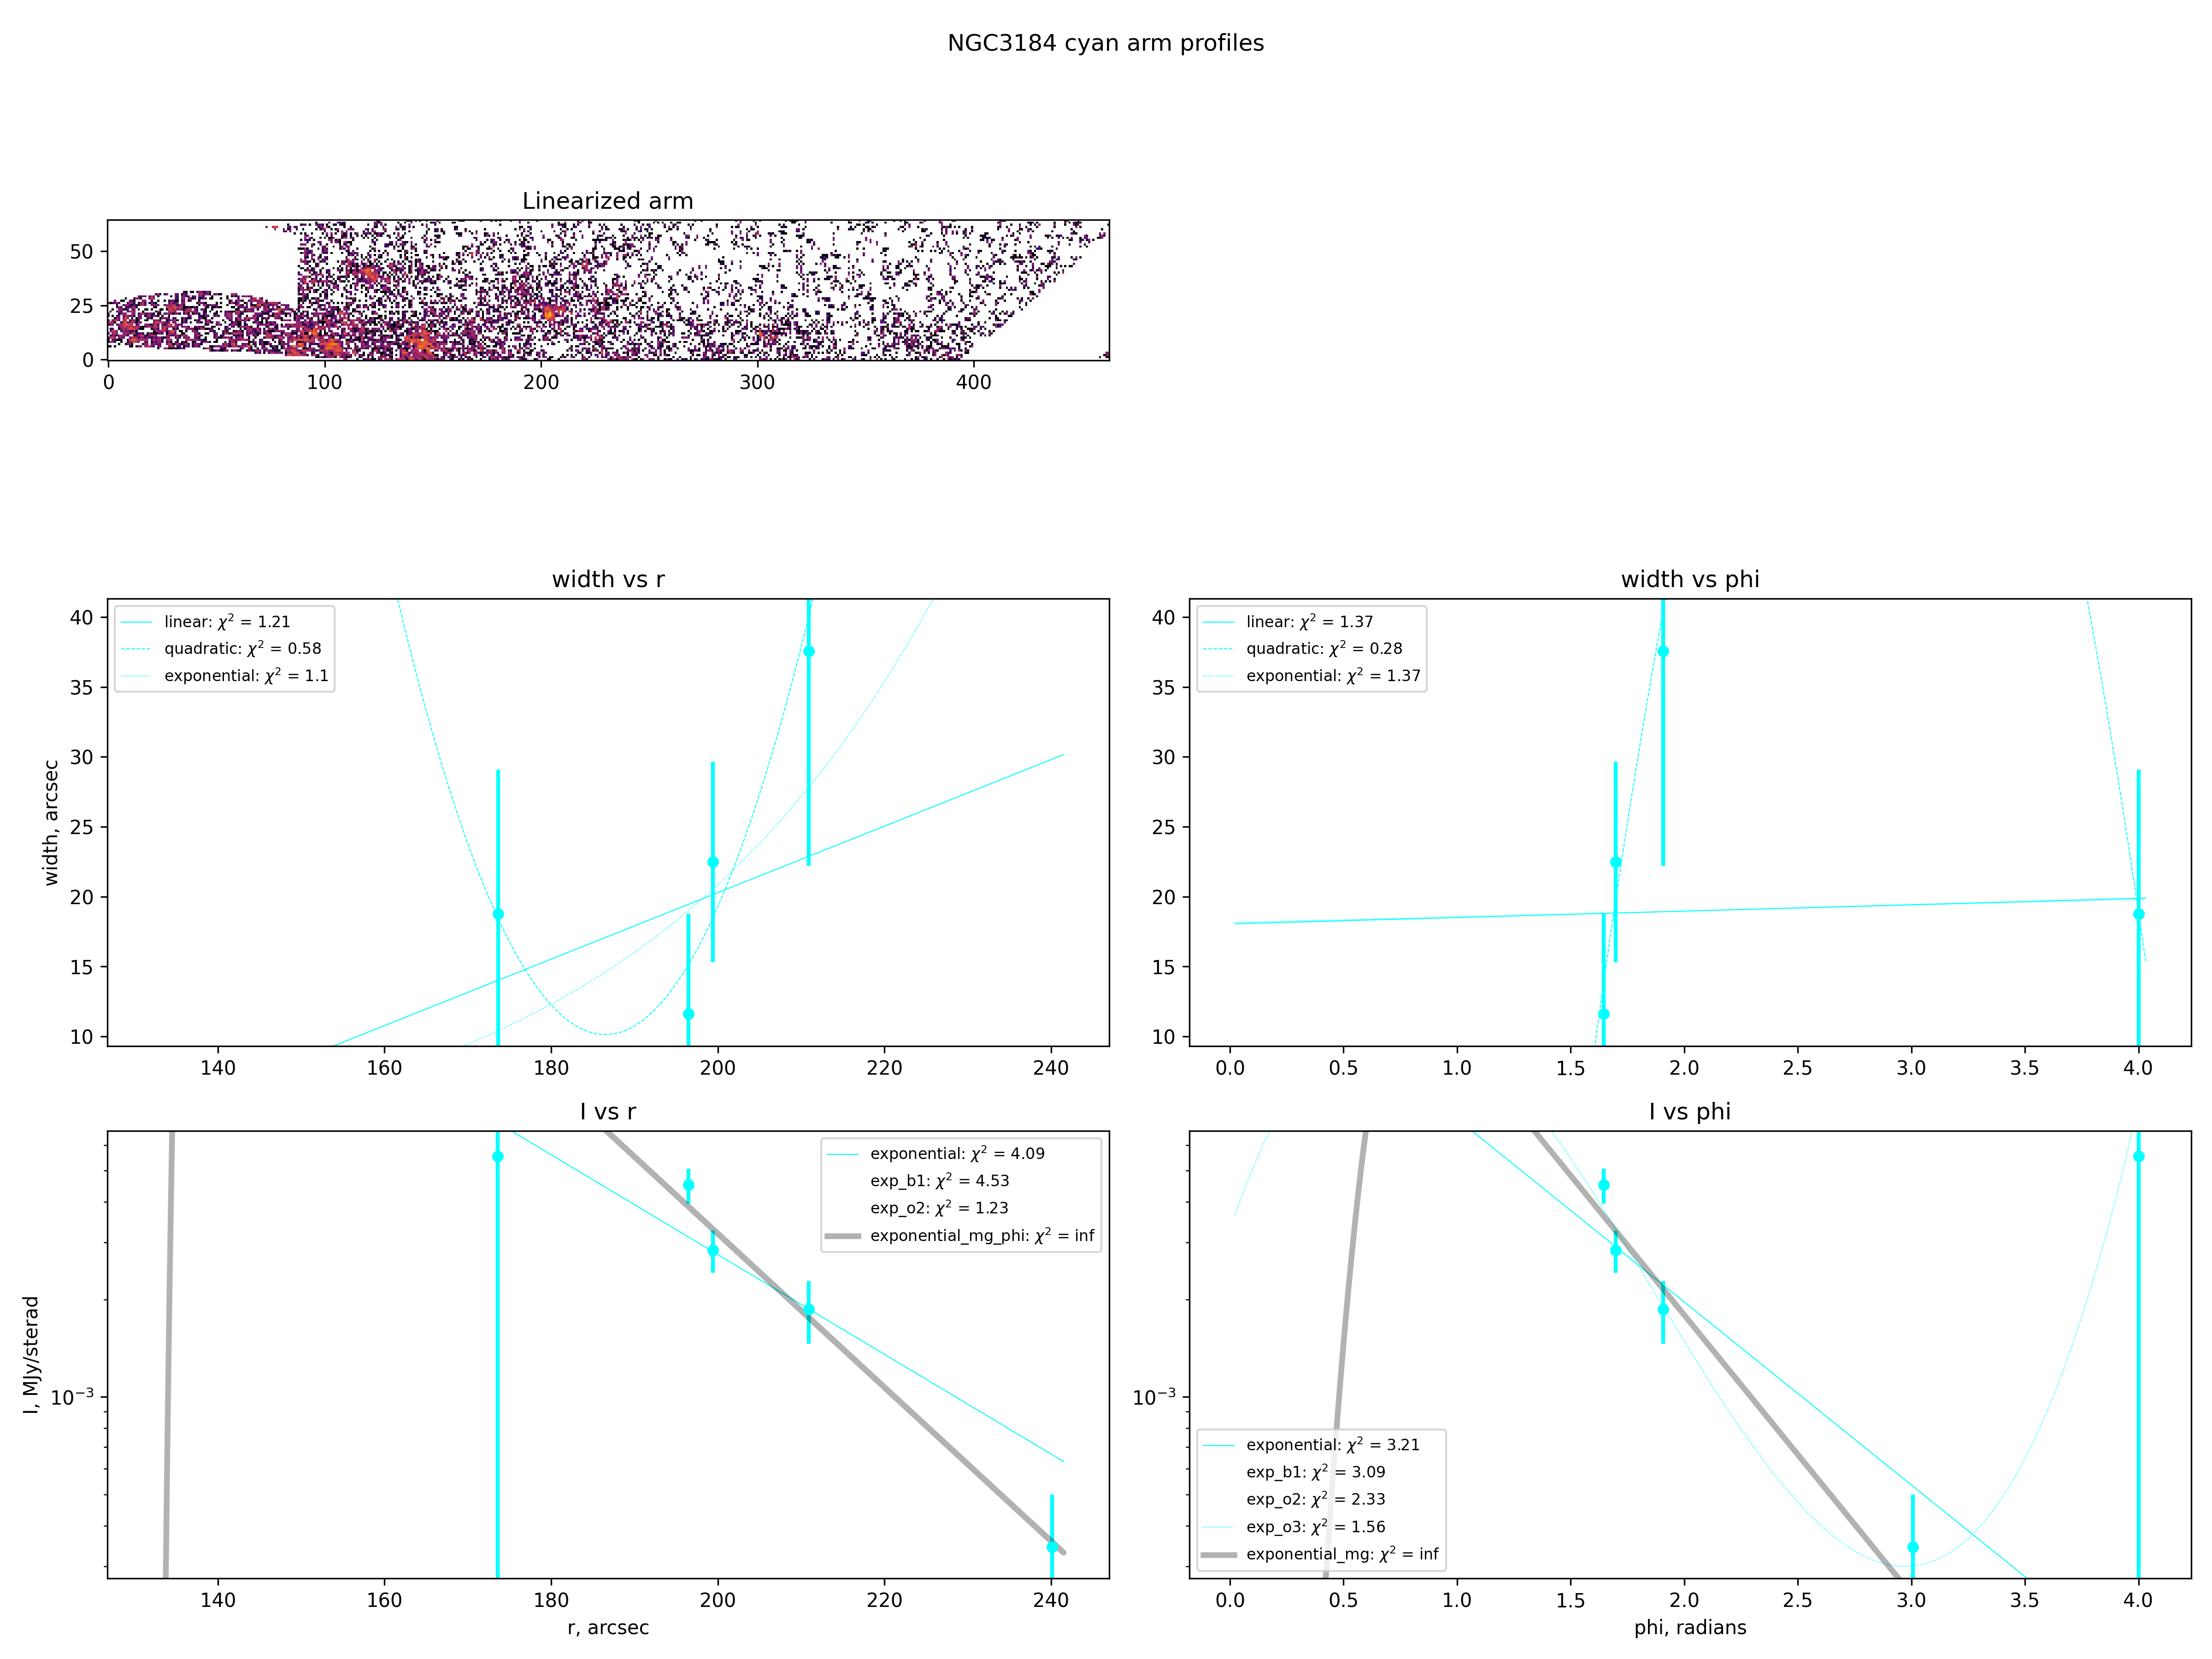 NGC3184 cyan arm profiles
Linearized arm
50
25
0
0 100 200 300 400
width vs r
width, arcsec
40
35
30
25
20
15
10
linear: χ² = 1.21
quadratic: χ² = 0.58
exponential: χ² = 1.1
140 160 180 200 220 240
width vs phi
40
35
30
25
20
15
10
linear: χ² = 1.37
quadratic: χ² = 0.28
exponential: χ² = 1.37
0.0 0.5 1.0 1.5 2.0 2.5 3.0 3.5 4.0
I vs r
I, MJy/sterad
10⁻³
exponential: χ² = 4.09
exp_b1: χ² = 4.53
exp_o2: χ² = 1.23
exponential_mg_phi: χ² = inf
140 160 180 200 220 240
r, arcsec
I vs phi
10⁻³
exponential: χ² = 3.21
exp_b1: χ² = 3.09
exp_o2: χ² = 2.33
exp_o3: χ² = 1.56
exponential_mg: χ² = inf
0.0 0.5 1.0 1.5 2.0 2.5 3.0 3.5 4.0
phi, radians